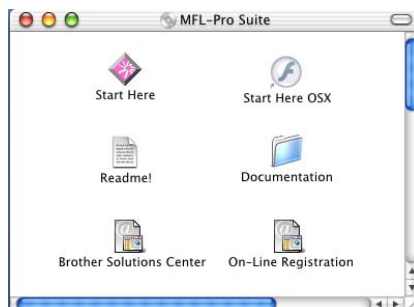 MFL-Pro Suite
Start Here
Start Here OSX
Readme!
Documentation
Brother Solutions Center
On-Line Registration